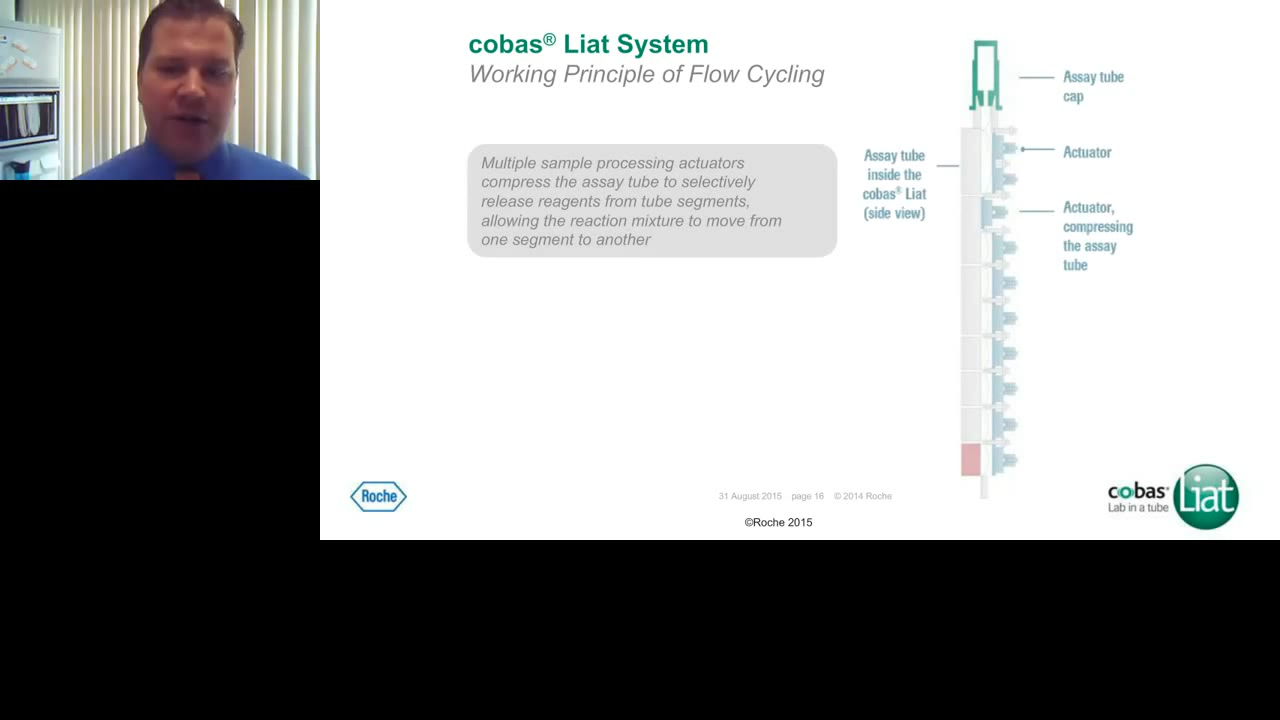 cobas® Liat System
Working Principle of Flow Cycling
Multiple sample processing actuators
compress the assay tube to selectively
release reagents from tube segments,
allowing the reaction mixture to move from
one segment to another
Assay tube
inside the
cobas® Liat
(side view)
Assay tube
cap
Actuator
Actuator,
compressing
the assay
tube
Roche
31 August 2015 page 16 © 2014 Roche
©Roche 2015
cobas®
Lab in a tube
Liat